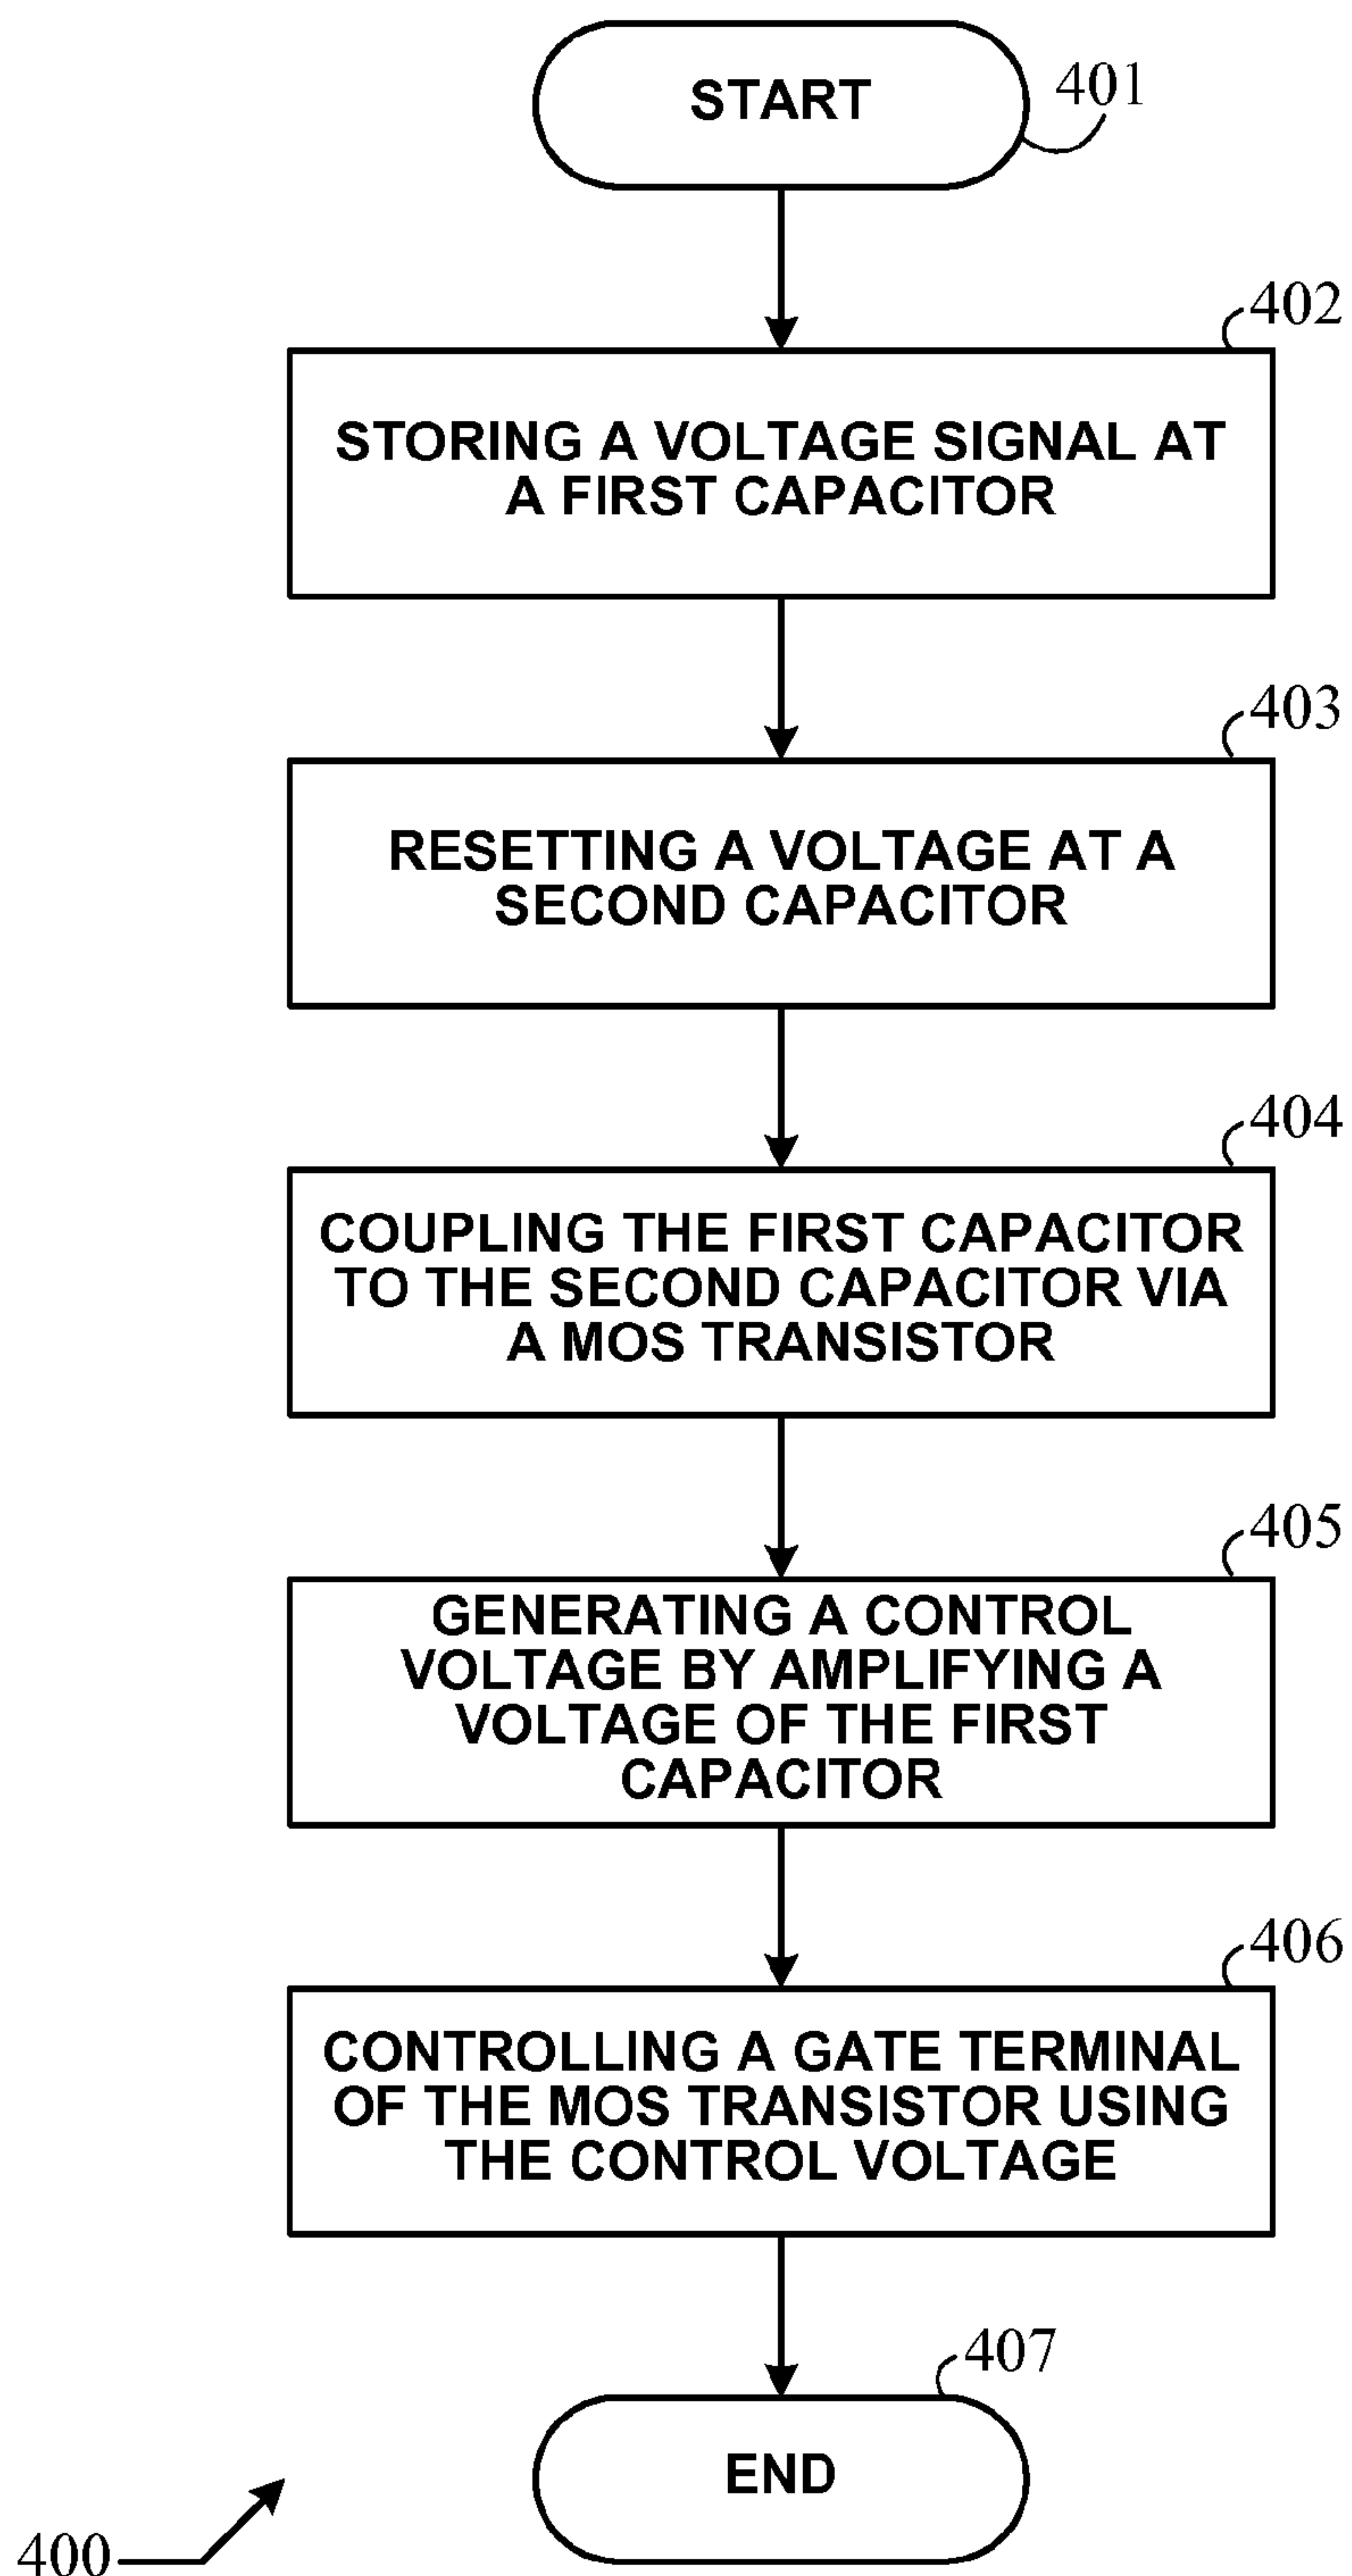 START
401
402
STORING A VOLTAGE SIGNAL AT
A FIRST CAPACITOR
403
RESETTING A VOLTAGE AT A
SECOND CAPACITOR
404
COUPLING THE FIRST CAPACITOR
TO THE SECOND CAPACITOR VIA
A MOS TRANSISTOR
405
GENERATING A CONTROL
VOLTAGE BY AMPLIFYING A
VOLTAGE OF THE FIRST
CAPACITOR
406
CONTROLLING A GATE TERMINAL
OF THE MOS TRANSISTOR USING
THE CONTROL VOLTAGE
407
END
400